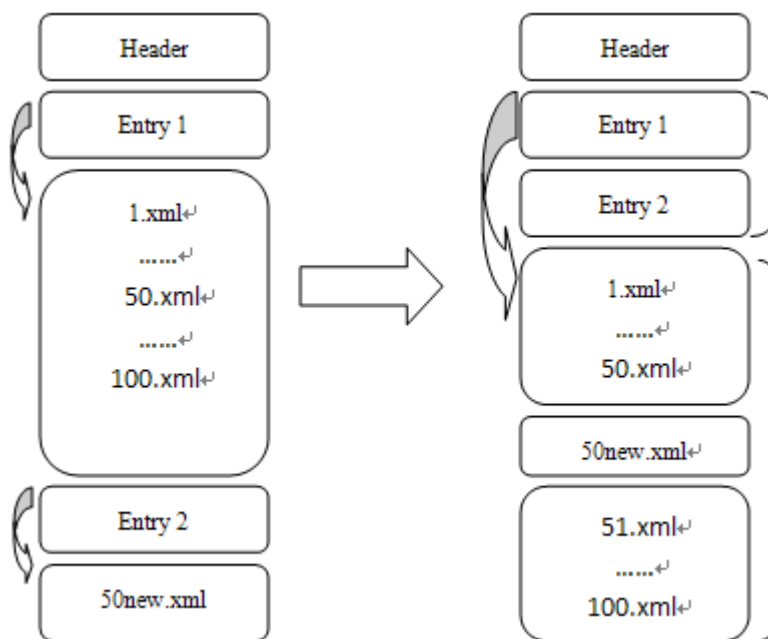 Header
Entry 1
1.xml↵
......↵
50.xml↵
......↵
100.xml↵
Entry 2
50new.xml
Header
Entry 1
Entry 2
1.xml↵
......↵
50.xml↵
50new.xml↵
51.xml↵
......↵
100.xml↵